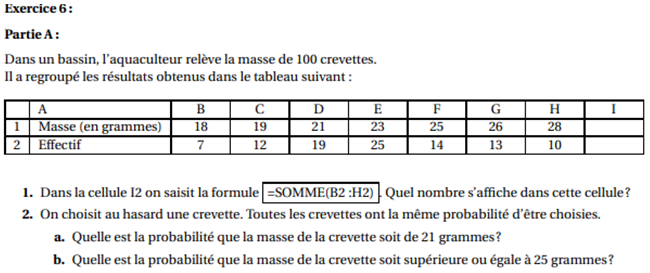 Exercice 6 :
Partie A :
Dans un bassin, l'aquaculteur relève la masse de 100 crevettes.
Il a regroupé les résultats obtenus dans le tableau suivant :
A B C D E F G H I
1 Masse (en grammes) 18 19 21 23 25 26 28
2 Effectif 7 12 19 25 14 13 10
1. Dans la cellule I2 on saisit la formule =SOMME(B2 :H2) . Quel nombre s'affiche dans cette cellule?
2. On choisit au hasard une crevette. Toutes les crevettes ont la même probabilité d'être choisies.
a. Quelle est la probabilité que la masse de la crevette soit de 21 grammes?
b. Quelle est la probabilité que la masse de la crevette soit supérieure ou égale à 25 grammes?